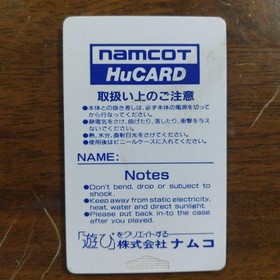 namcoT
HuCARD
取扱い上のご注意
●本体との抜き差しは、必ず本体の電源を切って
から行なってください。
●静電気をさけ、曲げたり、落したり、衝撃を与え
ないでください。
●熱、水分、直射日光をさけてください。
●使用後はビニールケースに入れてください。
NAME:
Notes
●Don't bend, drop or subject to
shock.
●Keep away from static electricity,
heat, water and direct sunlight.
●Please put back in-to the case
after you played.
「遊び」をクリエイトする
株式会社 ナムコ